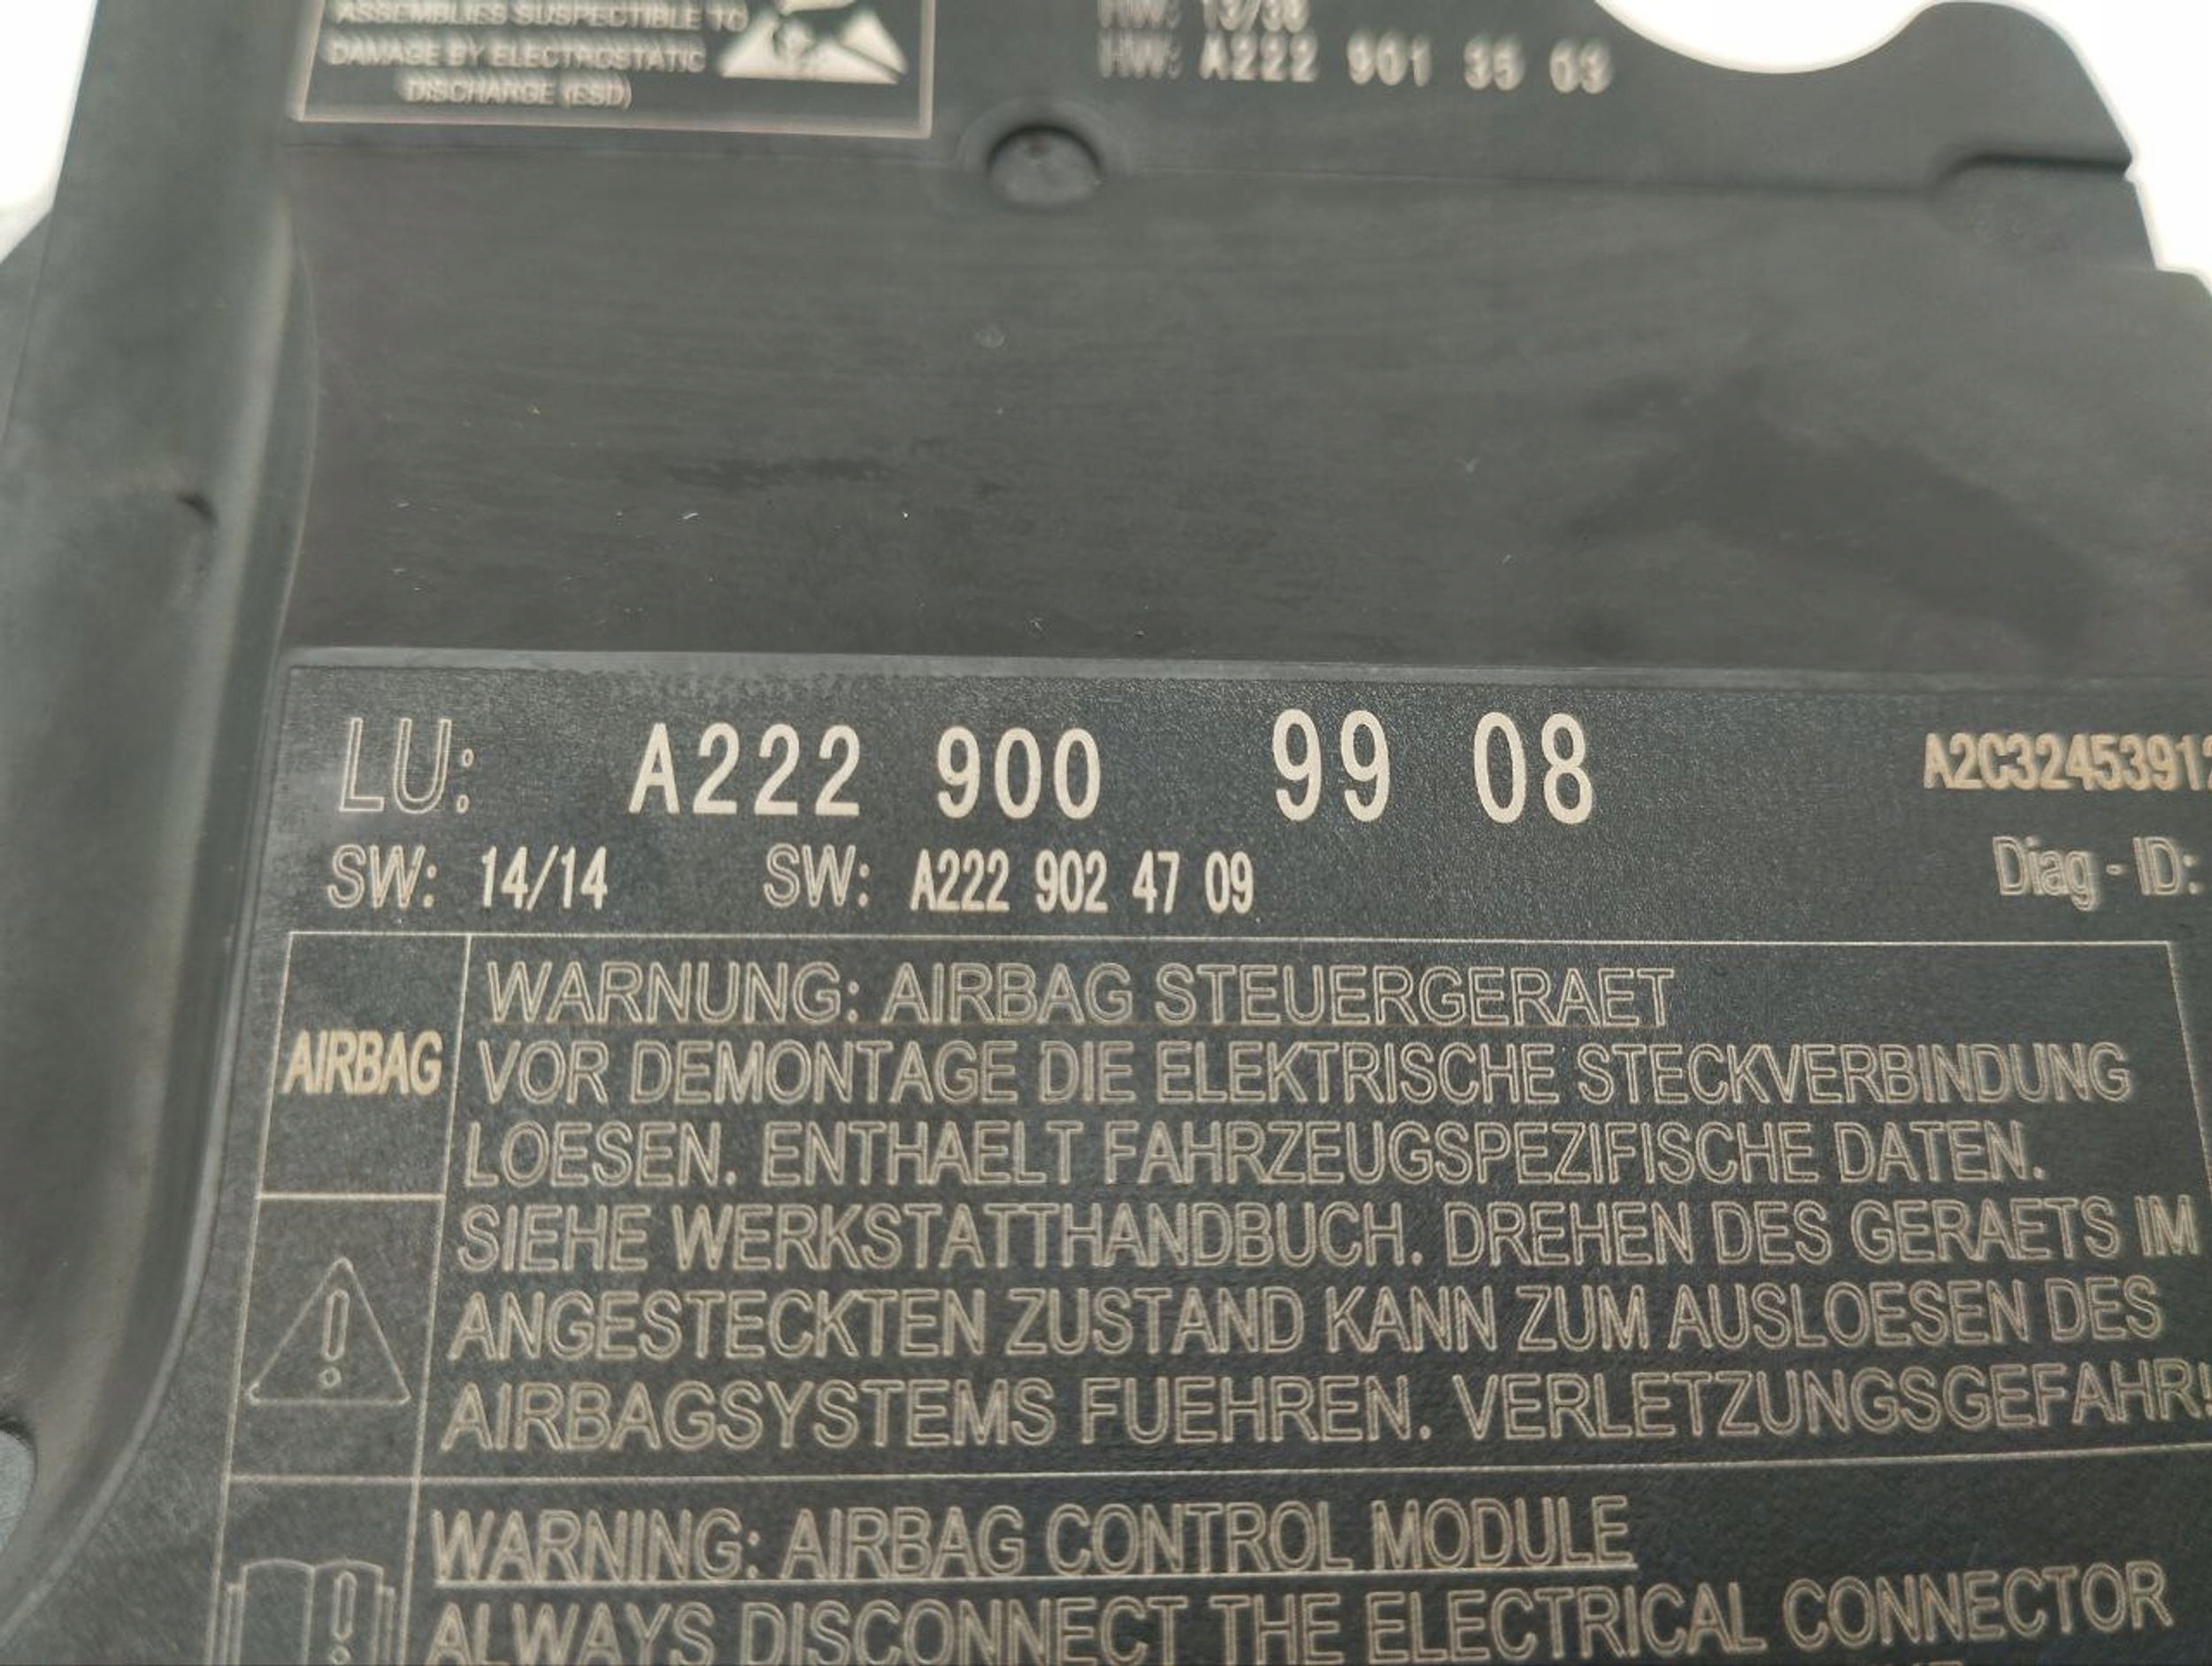 ASSEMBLIES SUSPECTIBLE TO
DAMAGE BY ELECTROSTATIC
DISCHARGE (ESD)
HW: 13/38
HW: A222 901 35 03
LU: A222 900 99 08
A2C3245391
SW: 14/14 SW: A222 902 47 09
Diag - ID:
AIRBAG
WARNUNG: AIRBAG STEUERGERAET
VOR DEMONTAGE DIE ELEKTRISCHE STECKVERBINDUNG
LOESEN. ENTHAELT FAHRZEUGSPEZIFISCHE DATEN.
SIEHE WERKSTATTHANDBUCH. DREHEN DES GERAETS IM
ANGESTECKTEN ZUSTAND KANN ZUM AUSLOESEN DES
AIRBAGSYSTEMS FUEHREN. VERLETZUNGSGEFAHR!
WARNING: AIRBAG CONTROL MODULE
ALWAYS DISCONNECT THE ELECTRICAL CONNECTOR